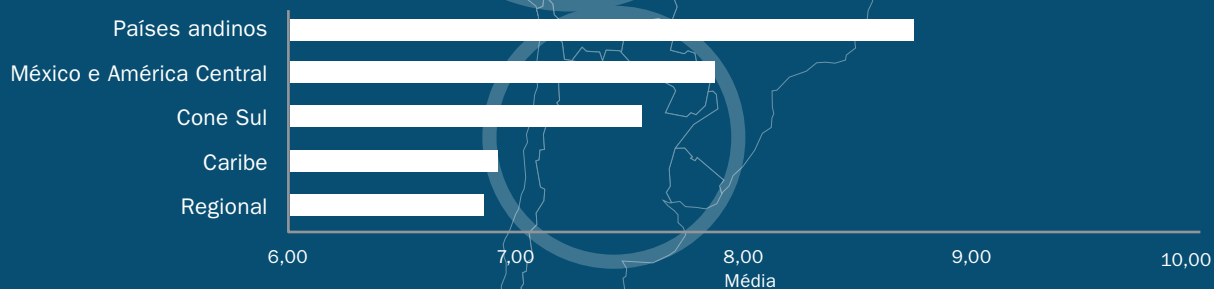 Países andinos
México e América Central
Cone Sul
Caribe
Regional
6,00 7,00 8,00 9,00 10,00
Média